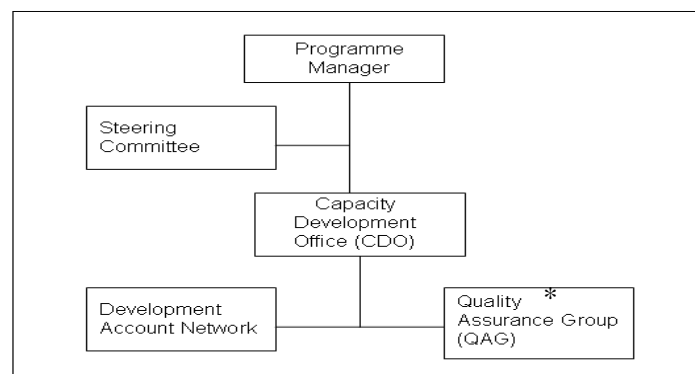 Programme
Manager
Steering
Committee
Capacity
Development
Office (CDO)
Development
Account Network
Quality *
Assurance Group
(QAG)